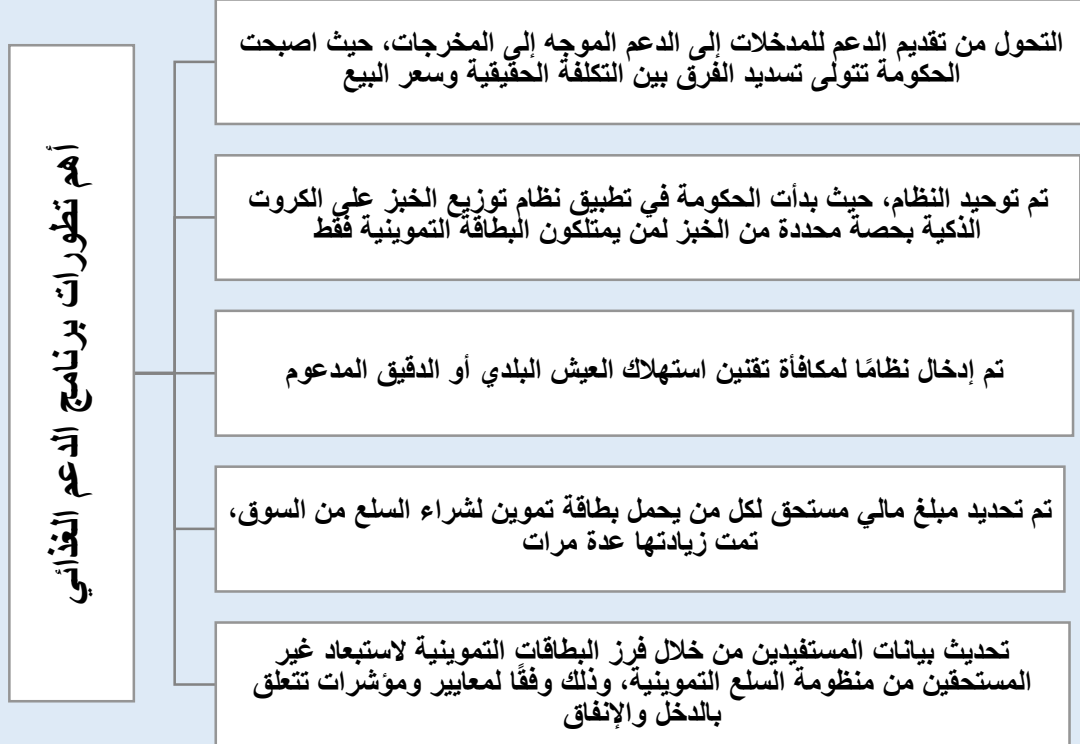 أهم تطورات برنامج الدعم الغذائي
التحول من تقديم الدعم للمدخلات إلى الدعم الموجه إلى المخرجات، حيث اصبحت
الحكومة تتولى تسديد الفرق بين التكلفة الحقيقية وسعر البيع
تم توحيد النظام، حيث بدأت الحكومة في تطبيق نظام توزيع الخبز على الكروت
الذكية بحصة محددة من الخبز لمن يمتلكون البطاقة التموينية فقط
تم إدخال نظامًا لمكافأة تقنين استهلاك العيش البلدي أو الدقيق المدعوم
تم تحديد مبلغ مالي مستحق لكل من يحمل بطاقة تموين لشراء السلع من السوق،
تمت زيادتها عدة مرات
تحديث بيانات المستفيدين من خلال فرز البطاقات التموينية لاستبعاد غير
المستحقين من منظومة السلع التموينية، وذلك وفقًا لمعايير ومؤشرات تتعلق
بالدخل والإنفاق